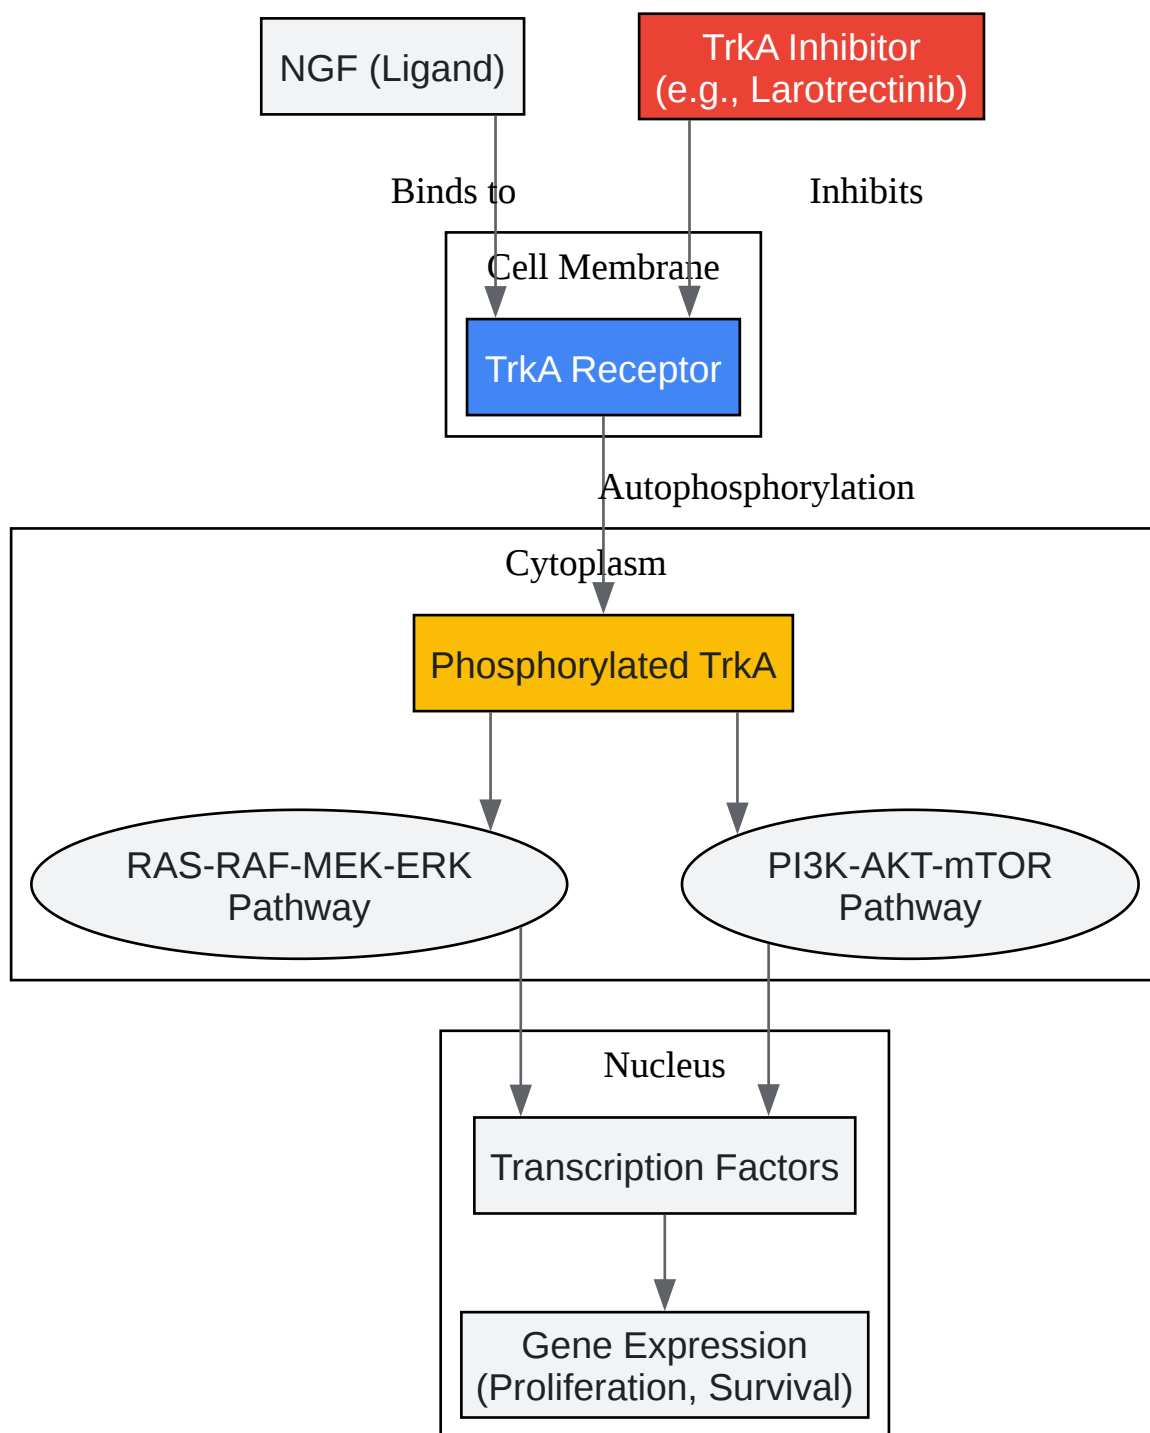 NGF (Ligand)
TrkA Inhibitor
(e.g., Larotrectinib)
Binds to
Inhibits
Cell Membrane
TrkA Receptor
Autophosphorylation
Cytoplasm
Phosphorylated TrkA
RAS-RAF-MEK-ERK
Pathway
PI3K-AKT-mTOR
Pathway
Nucleus
Transcription Factors
Gene Expression
(Proliferation, Survival)